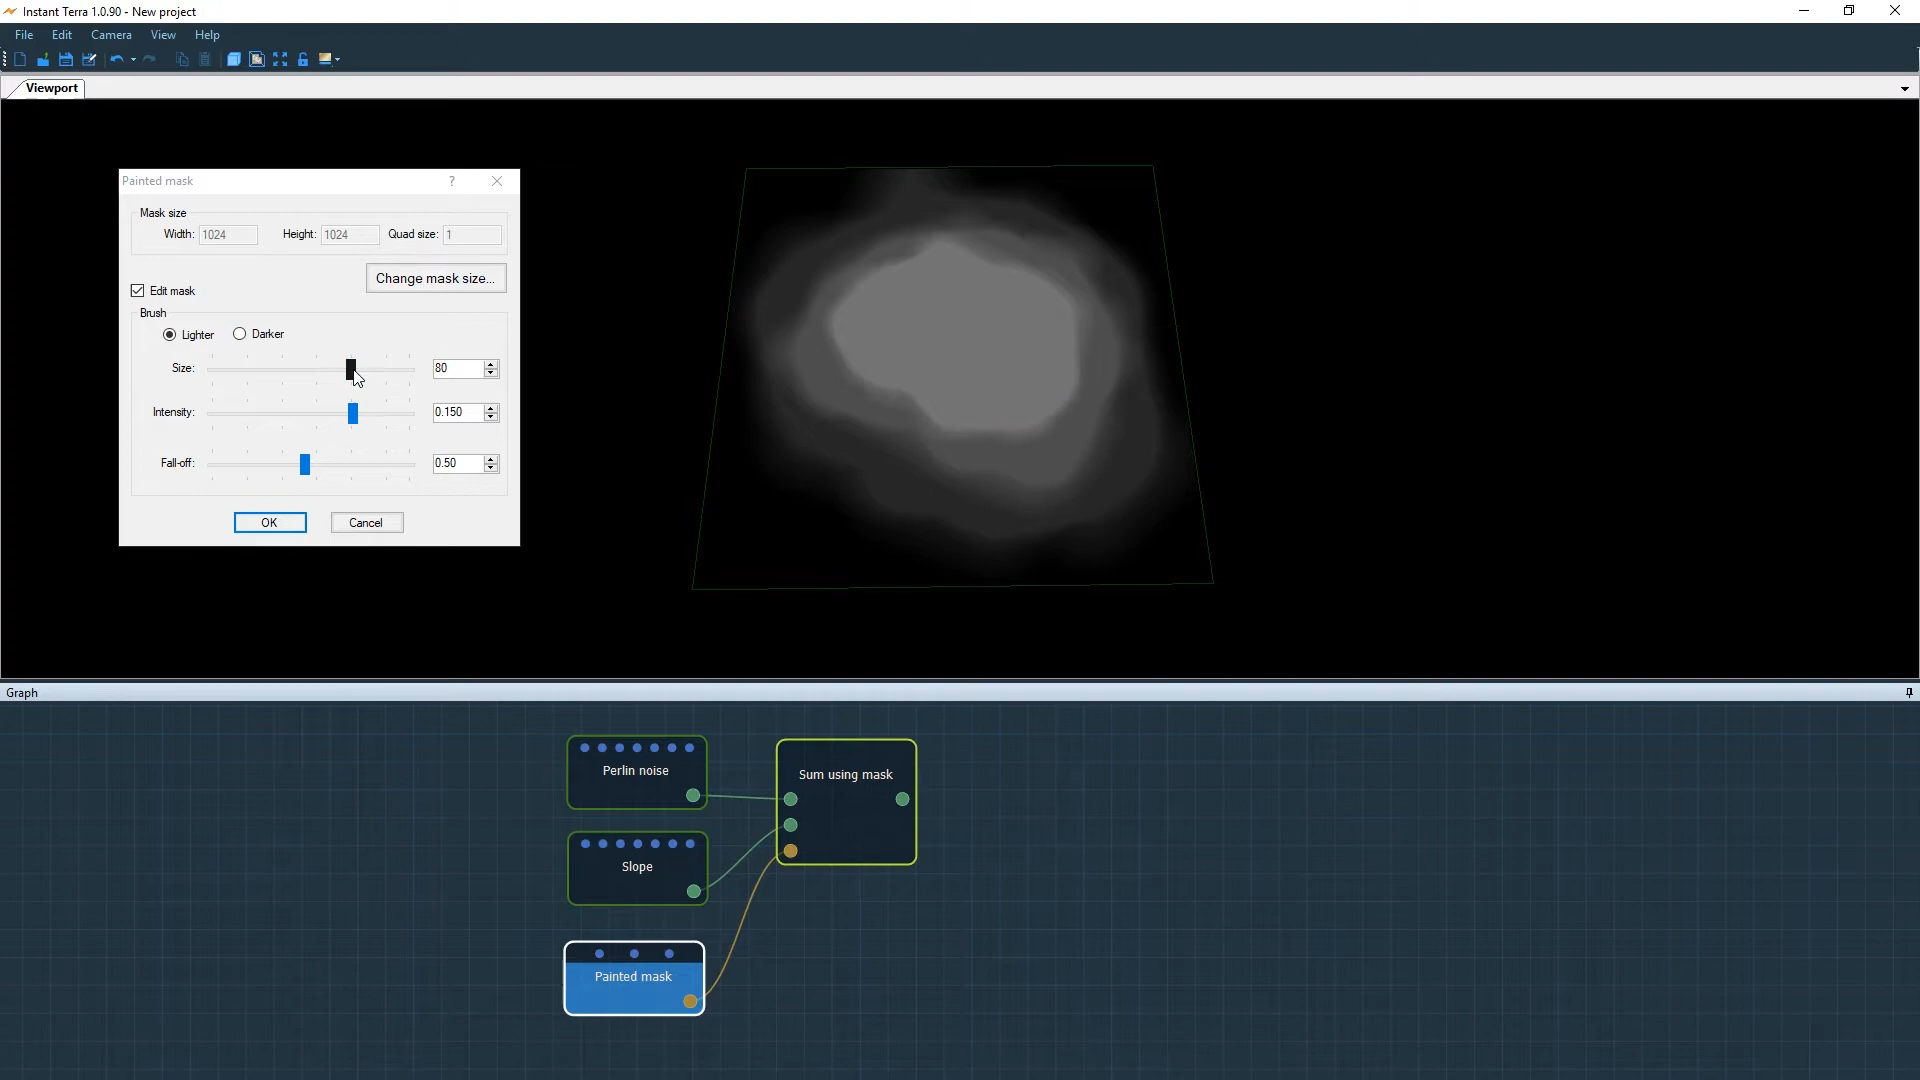 Instant Terra 1.0.90 - New project
File Edit Camera View Help
Viewport
Painted mask ?
Mask size
Width: 1024 Height: 1024 Quad size: 1
Change mask size...
Edit mask
Brush
Lighter Darker
Size: 80
Intensity: 0.150
Fall-off: 0.50
OK Cancel
Graph
Perlin noise
Sum using mask
Slope
Painted mask